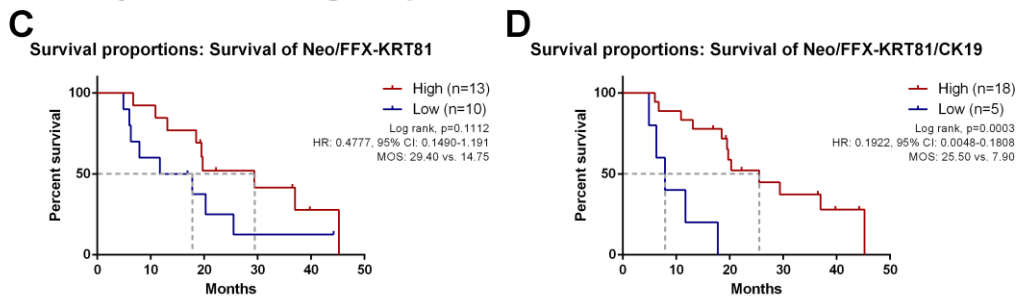 C
Survival proportions: Survival of Neo/FFX-KRT81
High (n=13)
Low (n=10)
Log rank, p=0.1112
HR: 0.4777, 95% CI: 0.1490-1.191
MOS: 29.40 vs. 14.75
Percent survival
100
50
0
0 10 20 30 40 50
Months
D
Survival proportions: Survival of Neo/FFX-KRT81/CK19
High (n=18)
Low (n=5)
Log rank, p=0.0003
HR: 0.1922, 95% CI: 0.0048-0.1808
MOS: 25.50 vs. 7.90
Percent survival
100
50
0
0 10 20 30 40 50
Months